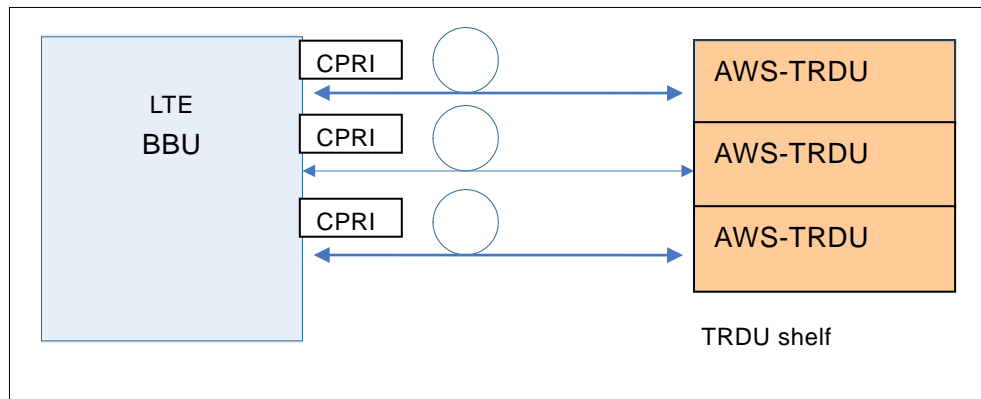 LTE
BBU
CPRI
AWS-TRDU
CPRI
AWS-TRDU
CPRI
AWS-TRDU
TRDU shelf